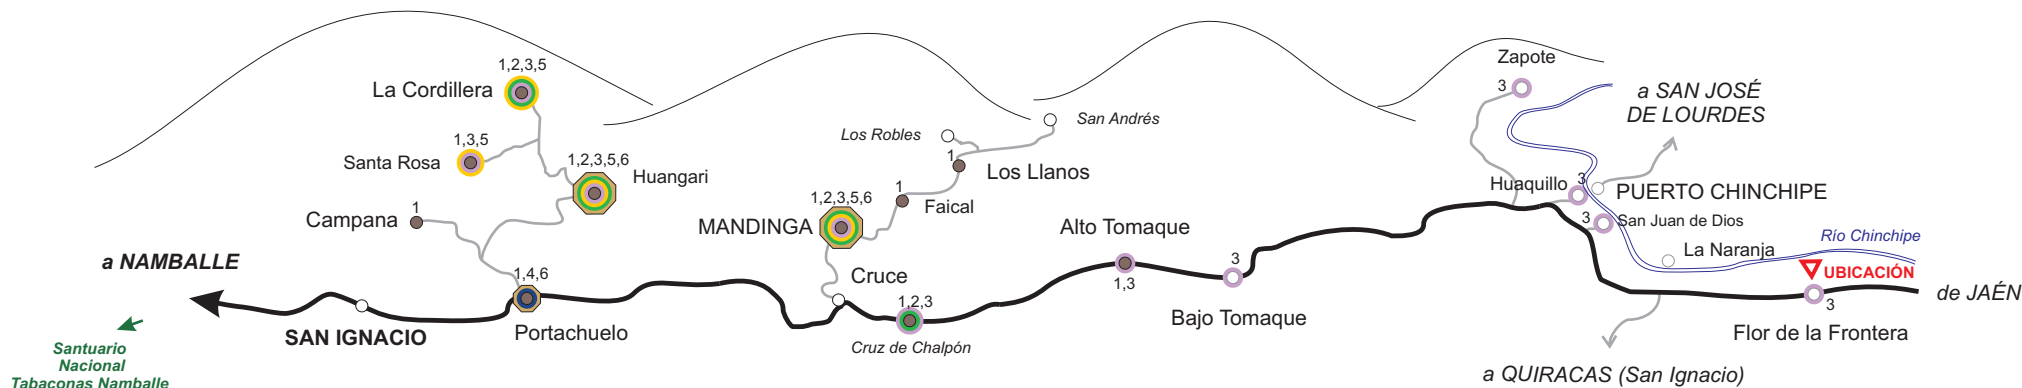 1,2,3,5
La Cordillera
1,3,5
Santa Rosa
1,2,3,5,6
Huangari
1
Campana
a NAMBALLE
1,4,6
SAN IGNACIO
Portachuelo
Santuario
Nacional
Tabaconas Namballe
Los Robles
San Andrés
1
Los Llanos
1
Faical
1,2,3,5,6
MANDINGA
Cruce
1,2,3
Cruz de Chalpón
Alto Tomaque
1,3
3
Bajo Tomaque
Zapote
3
a SAN JOSÉ
DE LOURDES
Huaquillo
3
PUERTO CHINCHIPE
3
San Juan de Dios
La Naranja
Río Chinchipe
UBICACIÓN
3
de JAÉN
Flor de la Frontera
a QUIRACAS (San Ignacio)